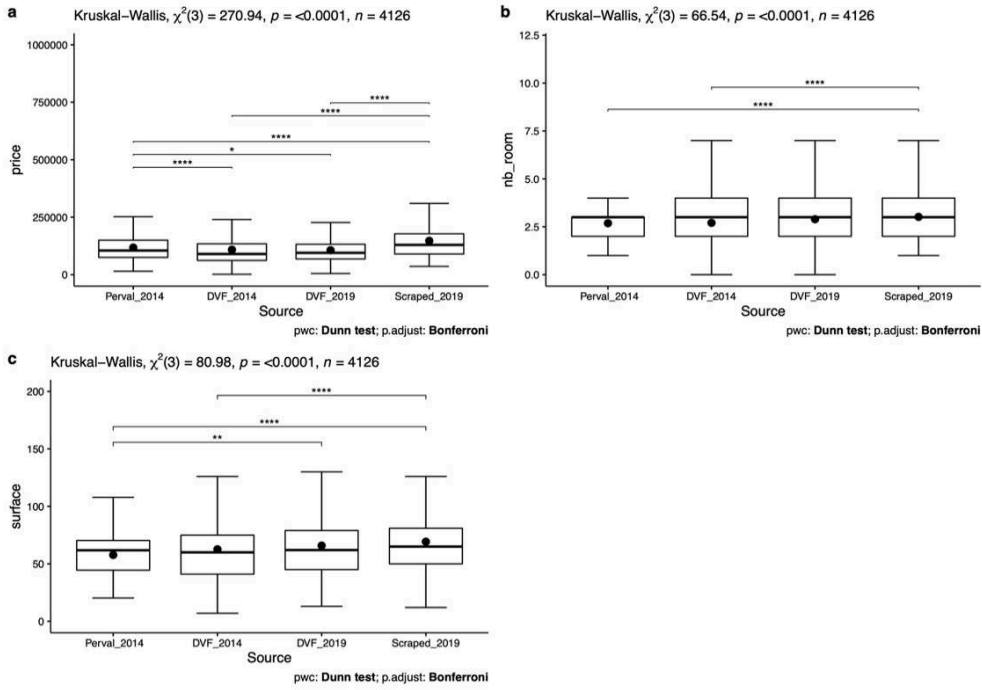 a
Kruskal−Wallis, χ²(3) = 270.94, p = <0.0001, n = 4126
1000000
750000
500000
250000
0
price
****
****
****
*
****
Perval_2014 DVF_2014 DVF_2019 Scraped_2019
Source
pwc: Dunn test; p.adjust: Bonferroni
b
Kruskal−Wallis, χ²(3) = 66.54, p = <0.0001, n = 4126
12.5
10.0
7.5
5.0
2.5
0.0
nb_room
****
****
Perval_2014 DVF_2014 DVF_2019 Scraped_2019
Source
pwc: Dunn test; p.adjust: Bonferroni
c
Kruskal−Wallis, χ²(3) = 80.98, p = <0.0001, n = 4126
200
150
100
50
0
surface
****
****
**
Perval_2014 DVF_2014 DVF_2019 Scraped_2019
Source
pwc: Dunn test; p.adjust: Bonferroni